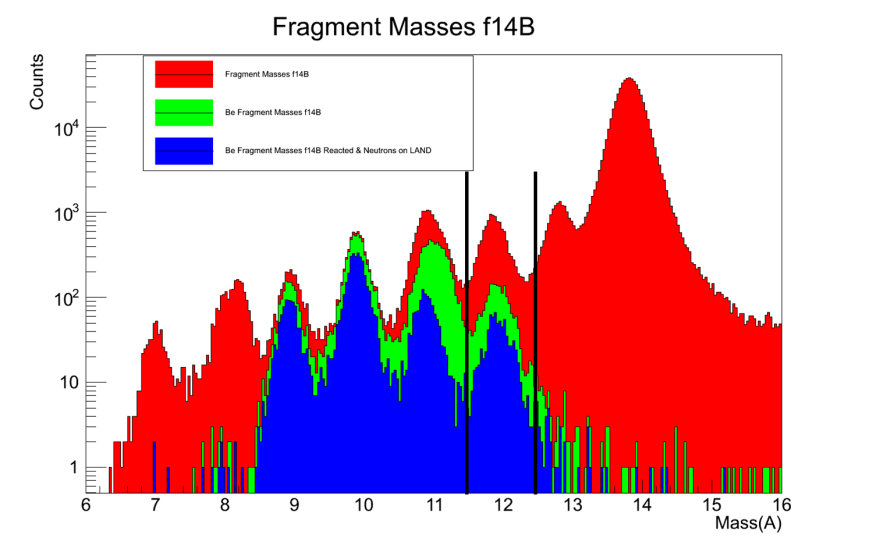 Fragment Masses f14B
Counts
Fragment Masses f14B
Be Fragment Masses f14B
Be Fragment Masses f14B Reacted & Neutrons on LAND
10⁴
10³
10²
10
1
6 7 8 9 10 11 12 13 14 15 16
Mass(A)